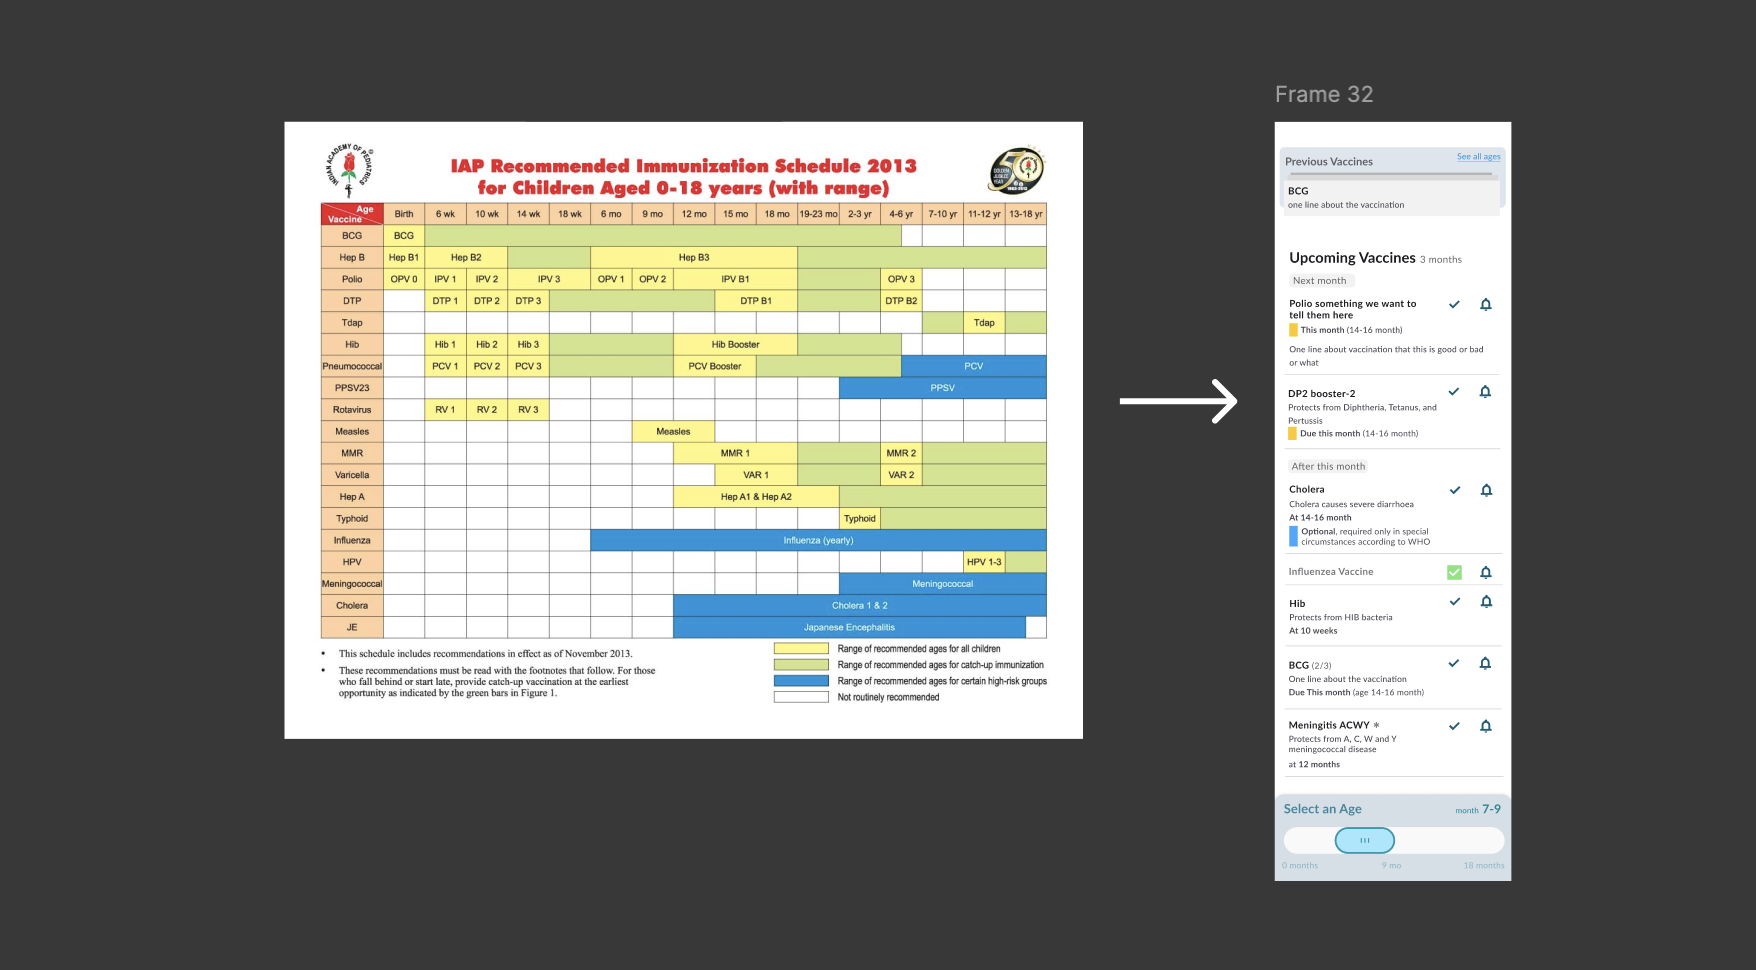 Frame 32
INDIAN ACADEMY OF PEDIATRICS
IAP Recommended Immunization Schedule 2013
for Children Aged 0-18 years (with range)
50
Age
Vaccine
Birth 6 wk 10 wk 14 wk 18 wk 6 mo 9 mo 12 mo 15 mo 18 mo 19-23 mo 2-3 yr 4-6 yr 7-10 yr 11-12 yr 13-18 yr
BCG BCG
Hep B Hep B1 Hep B2 Hep B3
Polio OPV 0 IPV 1 IPV 2 IPV 3 OPV 1 OPV 2 IPV B1 OPV 3
DTP DTP 1 DTP 2 DTP 3 DTP B1 DTP B2
Tdap Tdap
Hib Hib 1 Hib 2 Hib 3 Hib Booster
Pneumococcal PCV 1 PCV 2 PCV 3 PCV Booster PCV
PPSV23 PPSV
Rotavirus RV 1 RV 2 RV 3
Measles Measles
MMR MMR 1 MMR 2
Varicella VAR 1 VAR 2
Hep A Hep A1 & Hep A2
Typhoid Typhoid
Influenza Influenza (yearly)
HPV HPV 1-3
Meningococcal Meningococcal
Cholera Cholera 1 & 2
JE Japanese Encephalitis
• This schedule includes recommendations in effect as of November 2013.
• These recommendations must be read with the footnotes that follow. For those
who fall behind or start late, provide catch-up vaccination at the earliest
opportunity as indicated by the green bars in Figure 1.
Range of recommended ages for all children
Range of recommended ages for catch-up immunization
Range of recommended ages for certain high-risk groups
Not routinely recommended
Previous Vaccines See all ages
BCG
one line about the vaccination
Upcoming Vaccines 3 months
Next month
Polio something we want to
tell them here
This month (14-16 month)
One line about vaccination that this is good or bad
or what
DP2 booster-2
Protects from Diphtheria, Tetanus, and
Pertussis
Due this month (14-16 month)
After this month
Cholera
Cholera causes severe diarrhoea
At 14-16 month
Optional, required only in special
circumstances according to WHO
Influenzea Vaccine
Hib
Protects from HIB bacteria
At 10 weeks
BCG (2/3)
One line about the vaccination
Due This month (age 14-16 month)
Meningitis ACWY *
Protects from A, C, W and Y
meningococcal disease
at 12 months
Select an Age month 7-9
0 months 9 mo 18 months